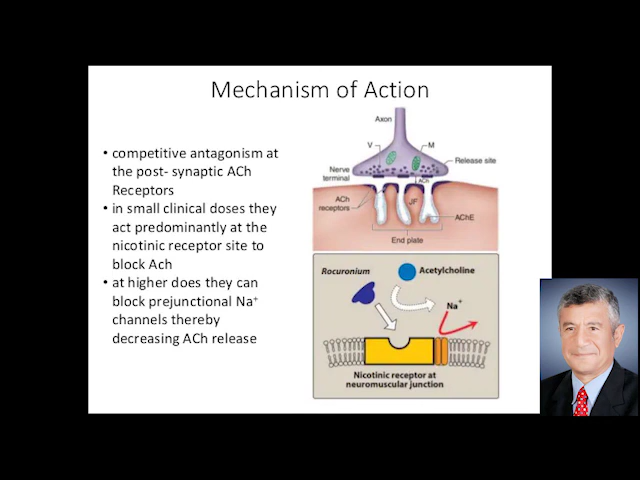 Mechanism of Action
• competitive antagonism at
the post- synaptic ACh
Receptors
• in small clinical doses they
act predominantly at the
nicotinic receptor site to
block Ach
• at higher does they can
block prejunctional Na⁺
channels thereby
decreasing ACh release
Axon
V
M
Release site
Nerve
terminal
ACh
ACh
receptors
JF
AChE
End plate
Rocuronium
Acetylcholine
Na⁺
Nicotinic receptor at
neuromuscular junction